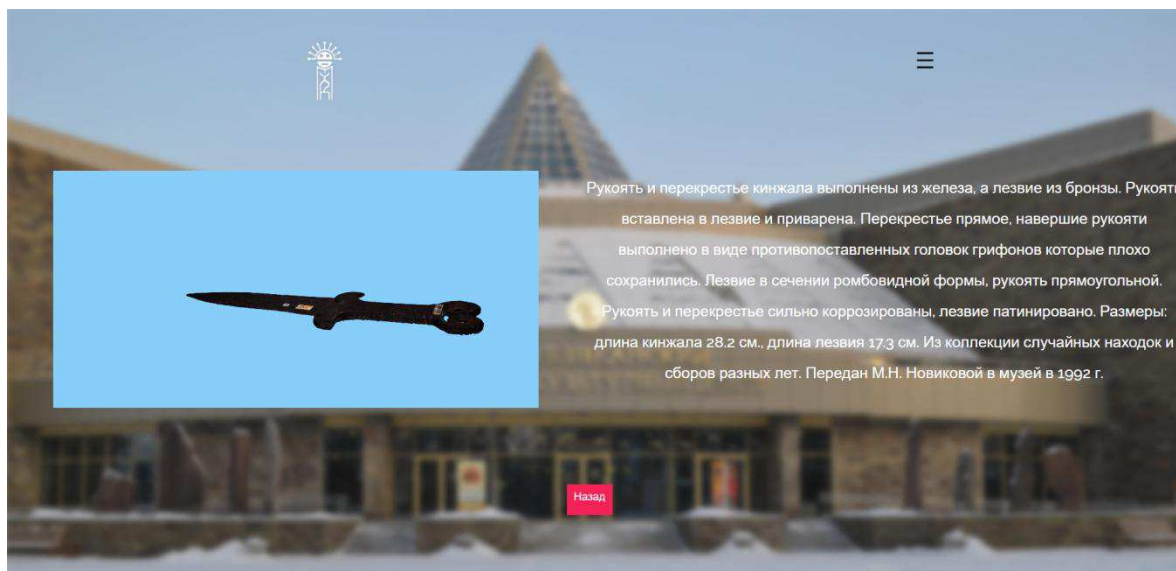 Рукоять и перекрестье кинжала выполнены из железа, а лезвие из бронзы. Рукоять
вставлена в лезвие и приварена. Перекрестье прямое, навершие рукояти
выполнено в виде противопоставленных головок грифонов которые плохо
сохранились. Лезвие в сечении ромбовидной формы, рукоять прямоугольной.
Рукоять и перекрестье сильно коррозированы, лезвие патинировано. Размеры:
длина кинжала 28.2 см., длина лезвия 17.3 см. Из коллекции случайных находок и
сборов разных лет. Передан М.Н. Новиковой в музей в 1992 г.
Назад